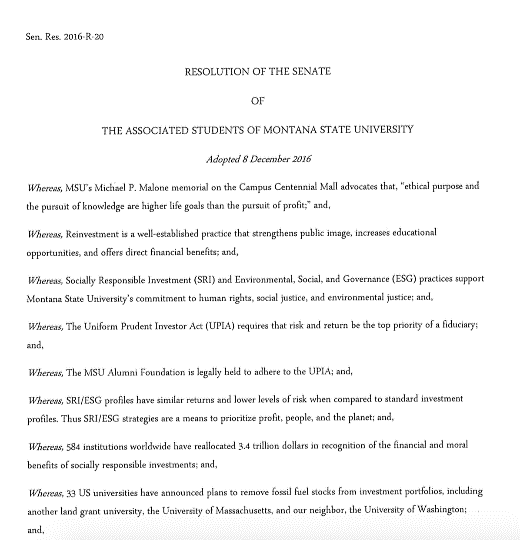 Sen. Res. 2016-R-20
RESOLUTION OF THE SENATE
OF
THE ASSOCIATED STUDENTS OF MONTANA STATE UNIVERSITY
Adopted 8 December 2016
Whereas, MSU's Michael P. Malone memorial on the Campus Centennial Mall advocates that, "ethical purpose and
the pursuit of knowledge are higher life goals than the pursuit of profit;" and,
Whereas, Reinvestment is a well-established practice that strengthens public image, increases educational
opportunities, and offers direct financial benefits; and,
Whereas, Socially Responsible Investment (SRI) and Environmental, Social, and Governance (ESG) practices support
Montana State University's commitment to human rights, social justice, and environmental justice; and,
Whereas, The Uniform Prudent Investor Act (UPIA) requires that risk and return be the top priority of a fiduciary;
and,
Whereas, The MSU Alumni Foundation is legally held to adhere to the UPIA; and,
Whereas, SRI/ESG profiles have similar returns and lower levels of risk when compared to standard investment
profiles. Thus SRI/ESG strategies are a means to prioritize profit, people, and the planet; and,
Whereas, 584 institutions worldwide have reallocated 3.4 trillion dollars in recognition of the financial and moral
benefits of socially responsible investments; and,
Whereas, 33 US universities have announced plans to remove fossil fuel stocks from investment portfolios, including
another land grant university, the University of Massachusetts, and our neighbor, the University of Washington;
and,